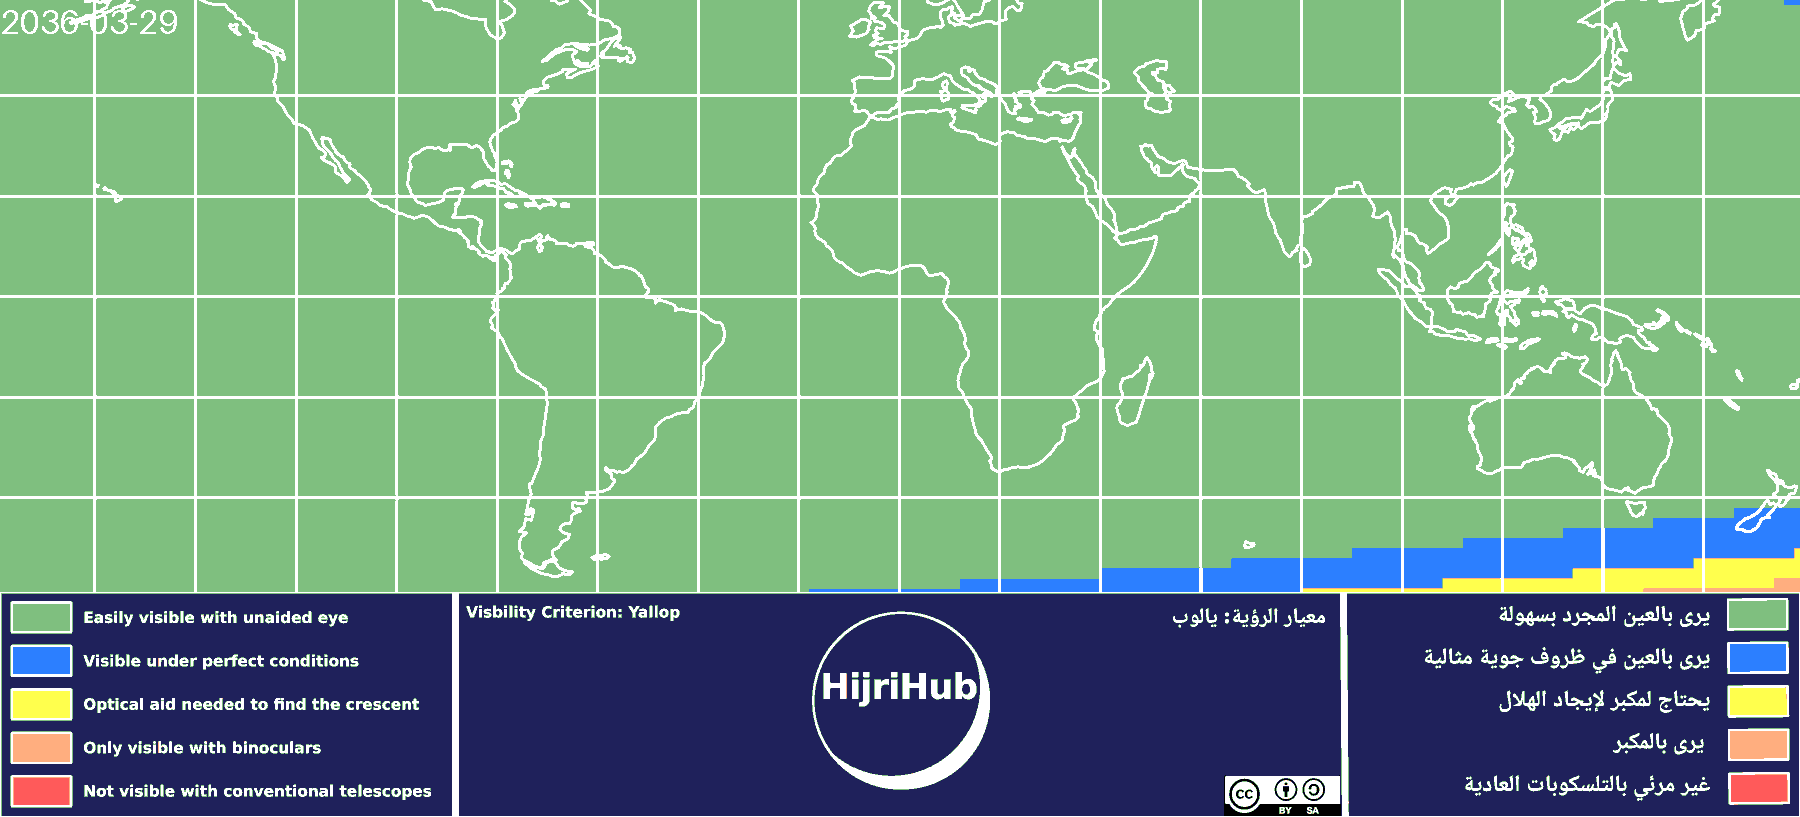 2036-03-29
Easily visible with unaided eye
Visible under perfect conditions
Optical aid needed to find the crescent
Only visible with binoculars
Not visible with conventional telescopes
Visbility Criterion: Yallop
معيار الرؤية: يالوب
HijriHub
CC
BY SA
يرى بالعين المجرد بسهولة
يرى بالعين في ظروف جوية مثالية
يحتاج لمكبر لإيجاد الهلال
يرى بالمكبر
غير مرئي بالتلسكوبات العادية